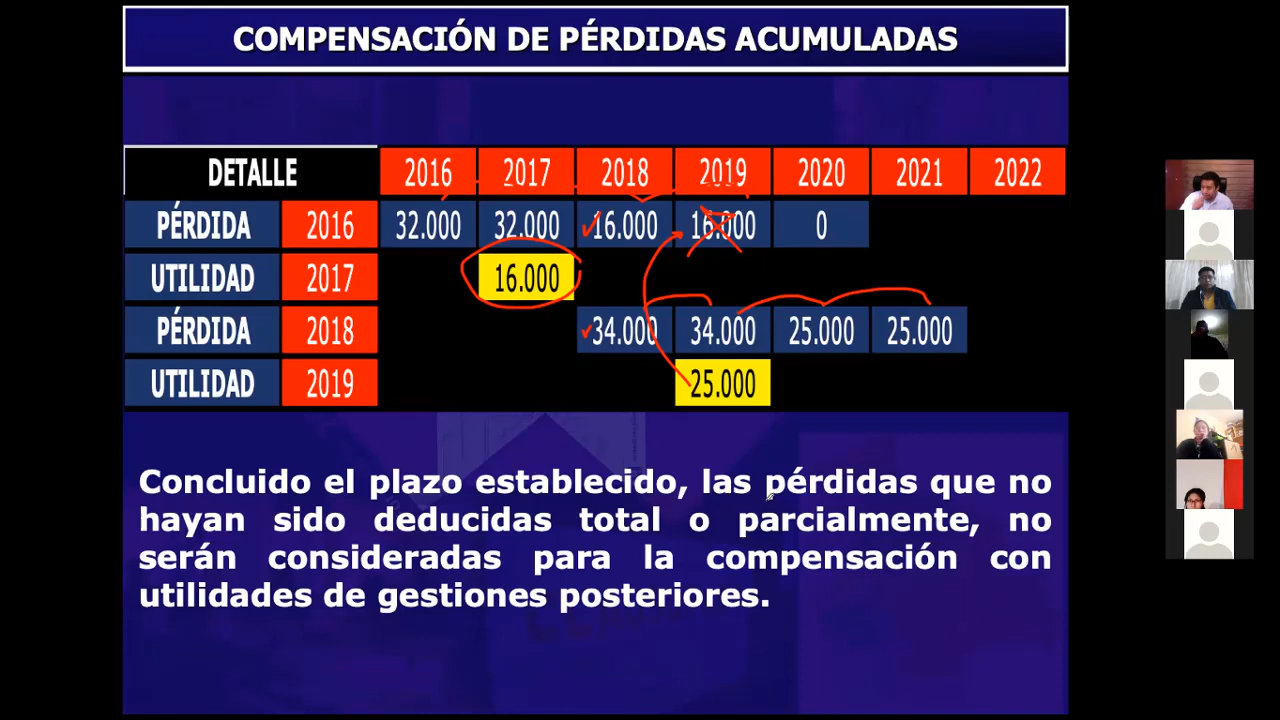 COMPENSACIÓN DE PÉRDIDAS ACUMULADAS
DETALLE 2016 2017 2018 2019 2020 2021 2022
PÉRDIDA 2016 32.000 32.000 16.000 16.000 0
UTILIDAD 2017 16.000
PÉRDIDA 2018 34.000 34.000 25.000 25.000
UTILIDAD 2019 25.000
Concluido el plazo establecido, las pérdidas que no
hayan sido deducidas total o parcialmente, no
serán consideradas para la compensación con
utilidades de gestiones posteriores.